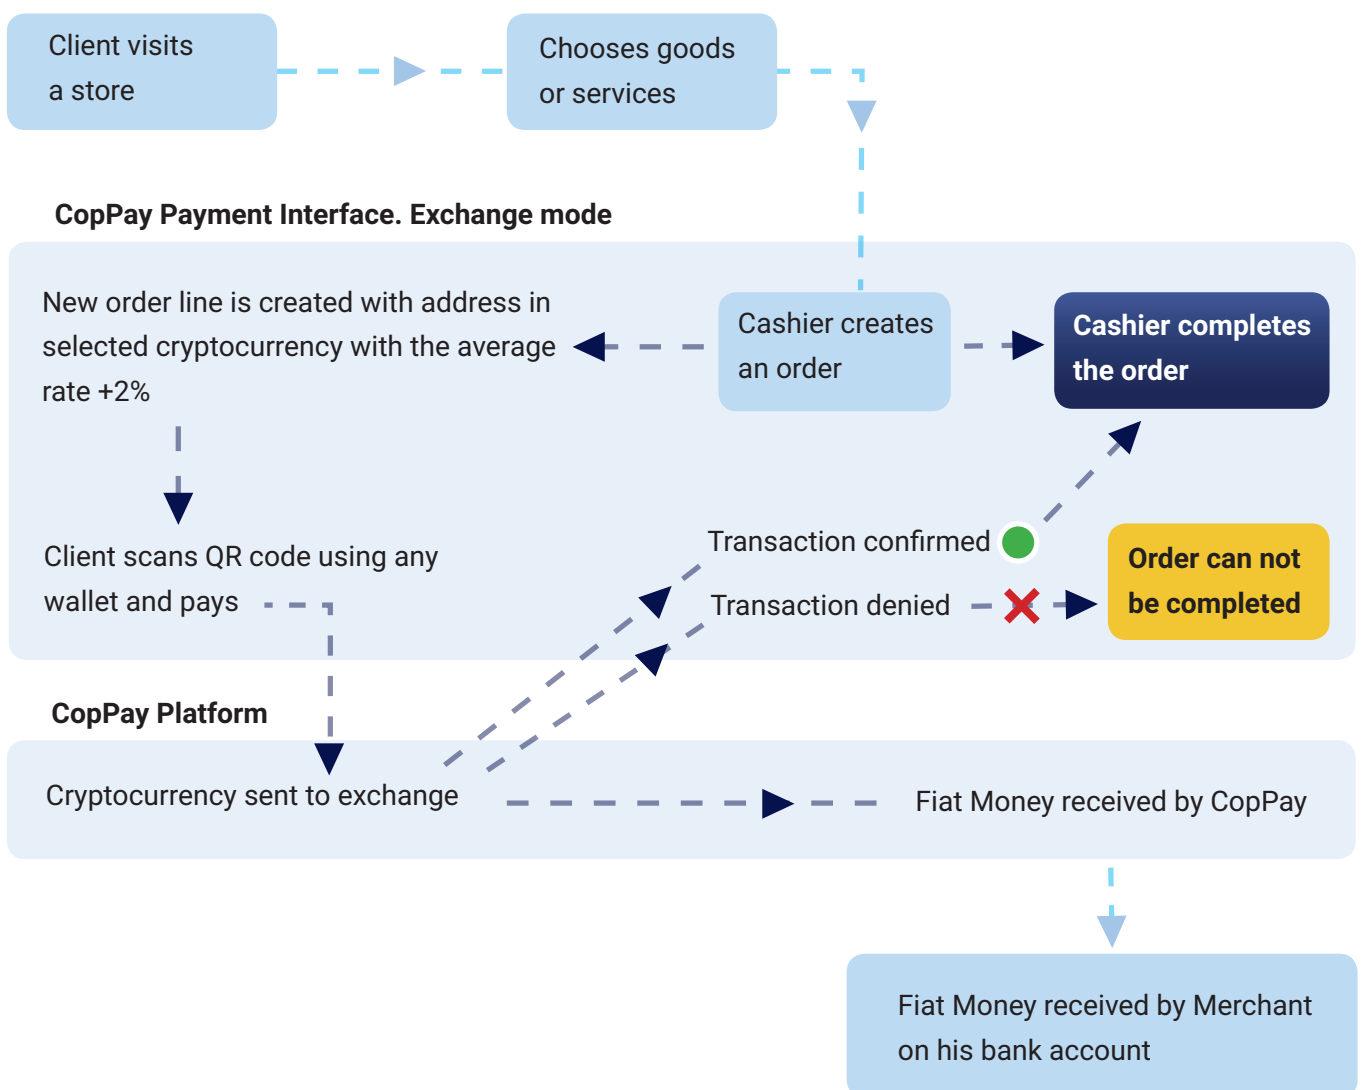 Client visits
a store
Chooses goods
or services
CopPay Payment Interface. Exchange mode
New order line is created with address in
selected cryptocurrency with the average
rate +2%
Cashier creates
an order
Cashier completes
the order
Client scans QR code using any
wallet and pays
Transaction confirmed
Transaction denied
Order can not
be completed
CopPay Platform
Cryptocurrency sent to exchange
Fiat Money received by CopPay
Fiat Money received by Merchant
on his bank account